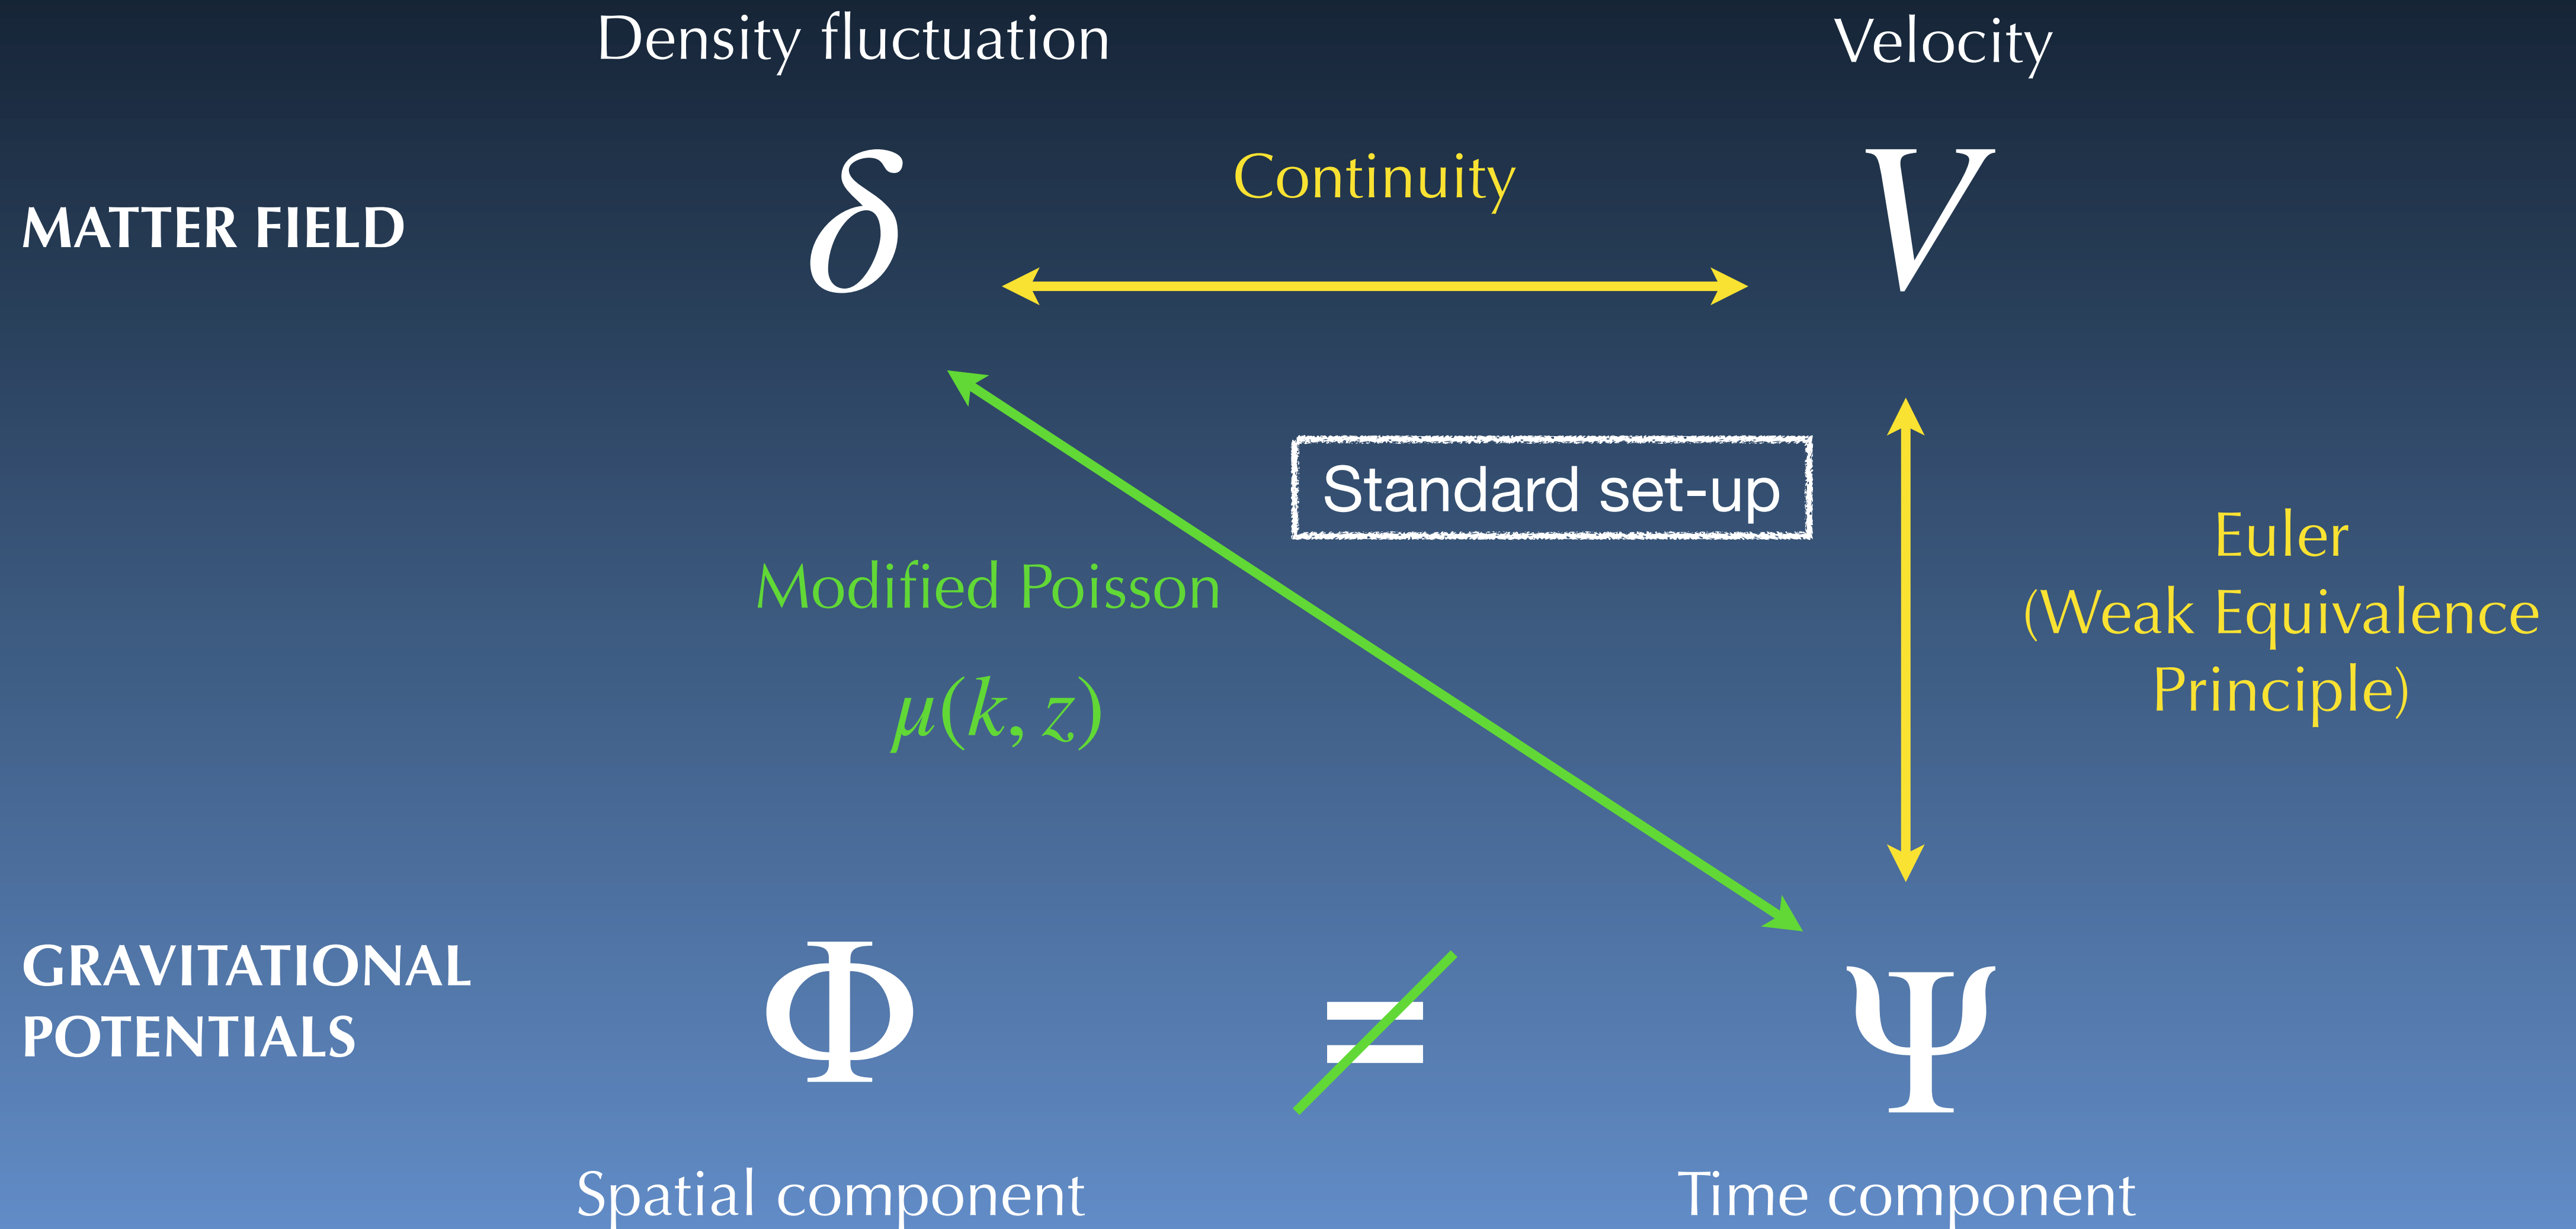 Density fluctuation
Velocity
MATTER FIELD
δ
Continuity
V
Standard set-up
Modified Poisson
μ(k, z)
Euler
(Weak Equivalence
Principle)
GRAVITATIONAL
POTENTIALS
Φ
≠
Ψ
Spatial component
Time component